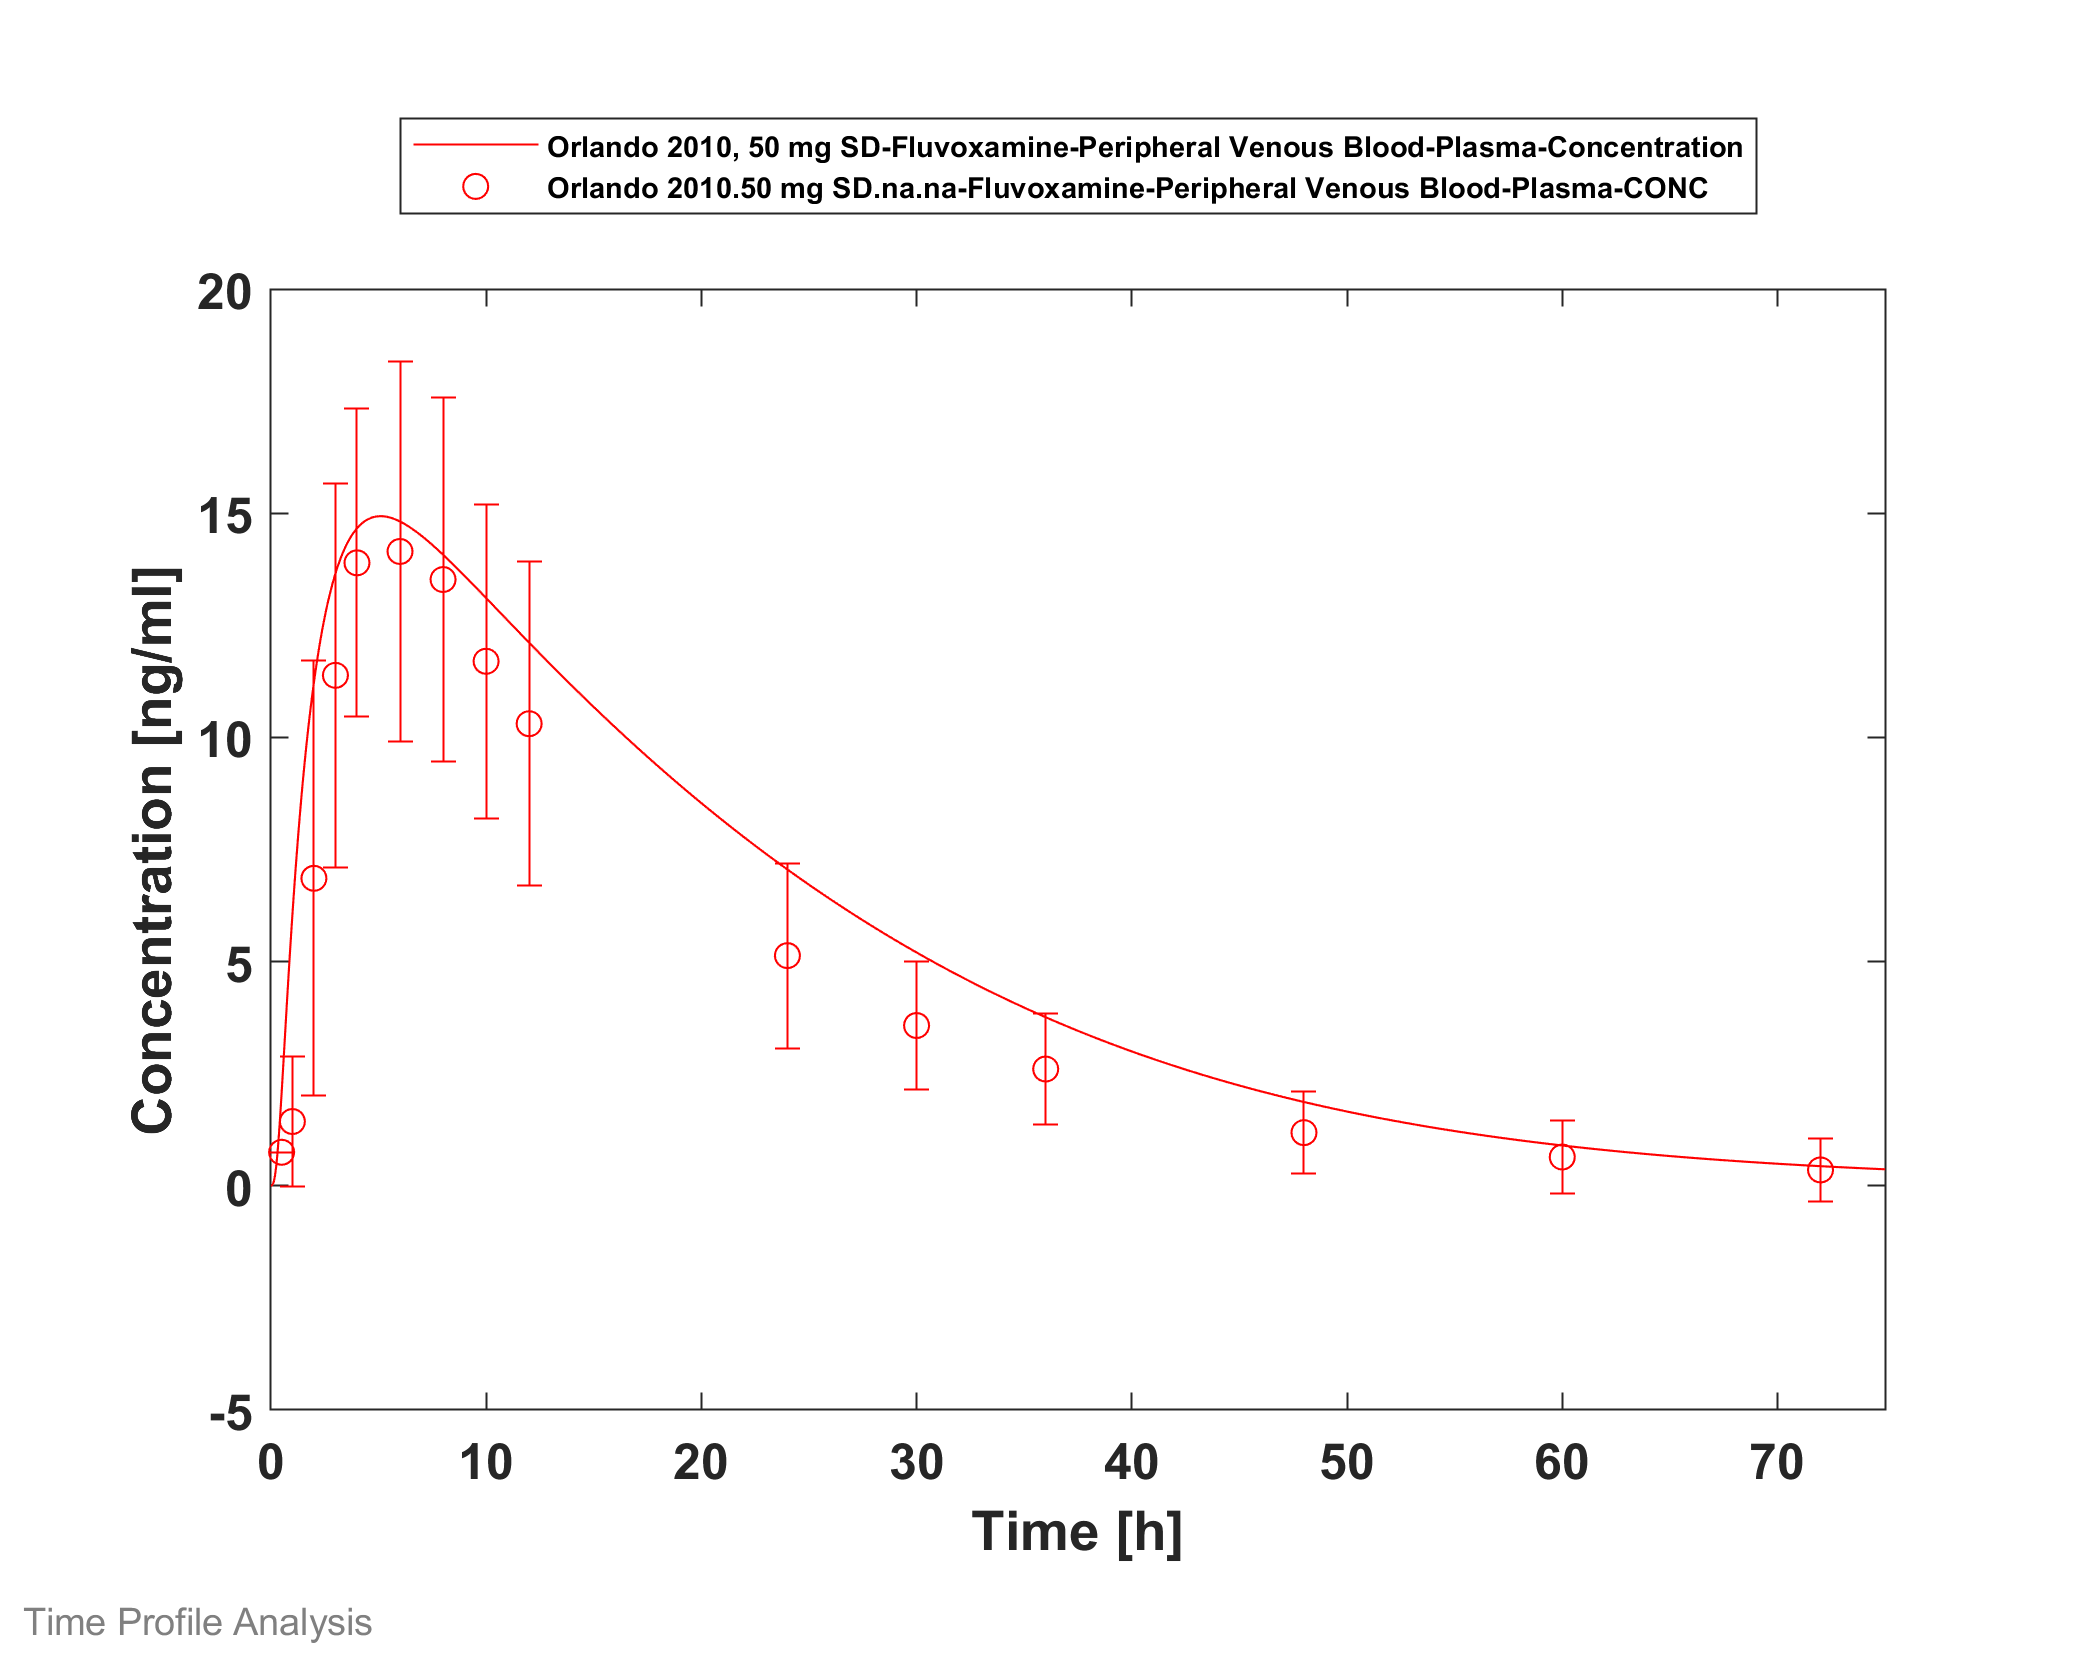 Orlando 2010, 50 mg SD-Fluvoxamine-Peripheral Venous Blood-Plasma-Concentration
Orlando 2010.50 mg SD.na.na-Fluvoxamine-Peripheral Venous Blood-Plasma-CONC
20
15
10
5
0
-5
Concentration [ng/ml]
0 10 20 30 40 50 60 70
Time [h]
Time Profile Analysis